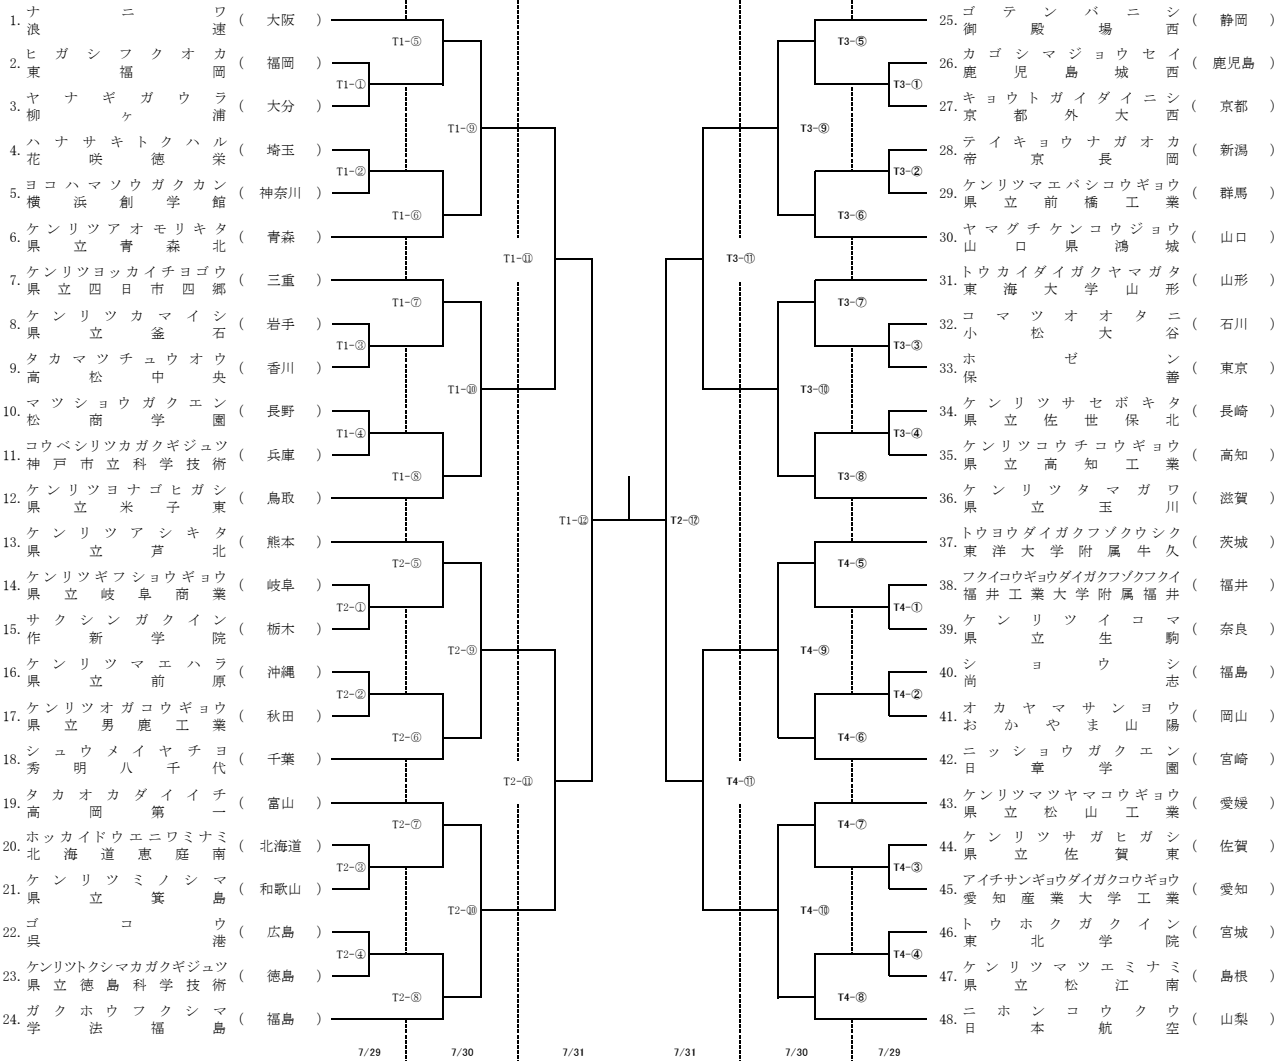 ナニワ
1. 浪速 ( 大阪 )
ヒガシフクオカ
2. 東福岡 ( 福岡 )
ヤナギガウラ
3. 柳ヶ浦 ( 大分 )
ハナサキトクハル
4. 花咲徳栄 ( 埼玉 )
ヨコハマソウガクカン
5. 横浜創学館 ( 神奈川 )
ケンリツアオモリキタ
6. 県立青森北 ( 青森 )
ケンリツヨッカイチヨゴウ
7. 県立四日市四郷 ( 三重 )
ケンリツカマイシ
8. 県立釜石 ( 岩手 )
タカマツチュウオウ
9. 高松中央 ( 香川 )
マツショウガクエン
10. 松商学園 ( 長野 )
コウベシリツカガクギジュツ
11. 神戸市立科学技術 ( 兵庫 )
ケンリツヨナゴヒガシ
12. 県立米子東 ( 鳥取 )
ケンリツアシキタ
13. 県立芦北 ( 熊本 )
ケンリツギフショウギョウ
14. 県立岐阜商業 ( 岐阜 )
サクシンガクイン
15. 作新学院 ( 栃木 )
ケンリツマエハラ
16. 県立前原 ( 沖縄 )
ケンリツオガコウギョウ
17. 県立男鹿工業 ( 秋田 )
シュウメイヤチヨ
18. 秀明八千代 ( 千葉 )
タカオカダイイチ
19. 高岡第一 ( 富山 )
ホッカイドウエニワミナミ
20. 北海道恵庭南 ( 北海道 )
ケンリツミノシマ
21. 県立箕島 ( 和歌山 )
ゴコウ
22. 呉港 ( 広島 )
ケンリツトクシマカガクギジュツ
23. 県立徳島科学技術 ( 徳島 )
ガクホウフクシマ
24. 学法福島 ( 福島 )
T1-⑤
T1-①
T1-⑨
T1-②
T1-⑥
T1-⑪
T1-⑦
T1-③
T1-⑩
T1-④
T1-⑧
T1-⑫
T2-⑤
T2-①
T2-⑨
T2-②
T2-⑥
T2-⑪
T2-⑦
T2-③
T2-⑩
T2-④
T2-⑧
7/29 7/30 7/31
T3-⑤
T3-①
T3-⑨
T3-②
T3-⑥
T3-⑪
T3-⑦
T3-③
T3-⑩
T3-④
T3-⑧
T2-⑫
T4-⑤
T4-①
T4-⑨
T4-②
T4-⑥
T4-⑪
T4-⑦
T4-③
T4-⑩
T4-④
T4-⑧
7/31 7/30 7/29
ゴテンバニシ
25. 御殿場西 ( 静岡 )
カゴシマジョウセイ
26. 鹿児島城西 ( 鹿児島 )
キョウトガイダイニシ
27. 京都外大西 ( 京都 )
テイキョウナガオカ
28. 帝京長岡 ( 新潟 )
ケンリツマエバシコウギョウ
29. 県立前橋工業 ( 群馬 )
ヤマグチケンコウジョウ
30. 山口県鴻城 ( 山口 )
トウカイダイガクヤマガタ
31. 東海大学山形 ( 山形 )
コマツオオタニ
32. 小松大谷 ( 石川 )
ホゼン
33. 保善 ( 東京 )
ケンリツサセボキタ
34. 県立佐世保北 ( 長崎 )
ケンリツコウチコウギョウ
35. 県立高知工業 ( 高知 )
ケンリツタマガワ
36. 県立玉川 ( 滋賀 )
トウヨウダイガクフゾクウシク
37. 東洋大学附属牛久 ( 茨城 )
フクイコウギョウダイガクフゾクフクイ
38. 福井工業大学附属福井 ( 福井 )
ケンリツイコマ
39. 県立生駒 ( 奈良 )
ショウシ
40. 尚志 ( 福島 )
オカヤマサンヨウ
41. おかやま山陽 ( 岡山 )
ニッショウガクエン
42. 日章学園 ( 宮崎 )
ケンリツマツヤマコウギョウ
43. 県立松山工業 ( 愛媛 )
ケンリツサガヒガシ
44. 県立佐賀東 ( 佐賀 )
アイチサンギョウダイガクコウギョウ
45. 愛知産業大学工業 ( 愛知 )
トウホクガクイン
46. 東北学院 ( 宮城 )
ケンリツマツエミナミ
47. 県立松江南 ( 島根 )
ニホンコウクウ
48. 日本航空 ( 山梨 )